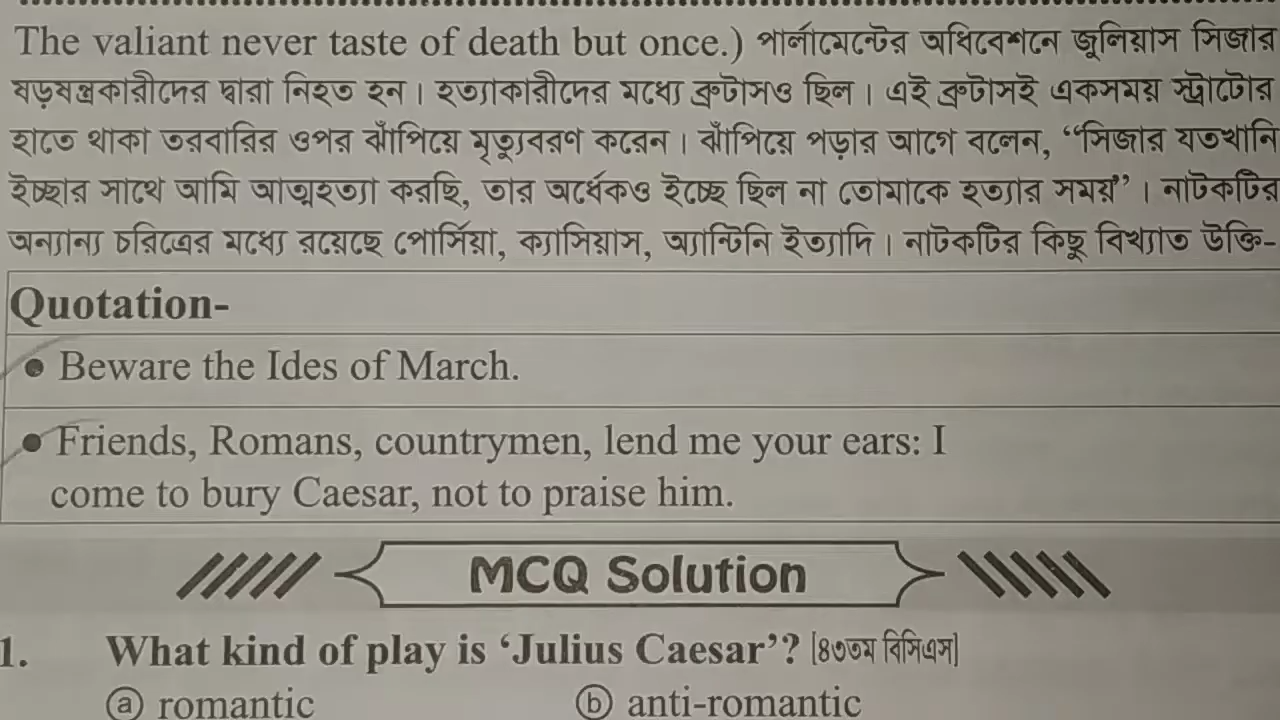 The valiant never taste of death but once.) পার্লামেন্টের অধিবেশনে জুলিয়াস সিজার
ষড়যন্ত্রকারীদের দ্বারা নিহত হন। হত্যাকারীদের মধ্যে ব্রুটাসও ছিল। এই ব্রুটাসই একসময় স্ট্রাটোর
হাতে থাকা তরবারির ওপর ঝাঁপিয়ে মৃত্যুবরণ করেন। ঝাঁপিয়ে পড়ার আগে বলেন, “সিজার যতখানি
ইচ্ছার সাথে আমি আত্মহত্যা করছি, তার অর্ধেকও ইচ্ছে ছিল না তোমাকে হত্যার সময়”। নাটকটির
অন্যান্য চরিত্রের মধ্যে রয়েছে পোর্সিয়া, ক্যাসিয়াস, অ্যান্টিনি ইত্যাদি। নাটকটির কিছু বিখ্যাত উক্তি-
Quotation-
• Beware the Ides of March.
• Friends, Romans, countrymen, lend me your ears: I
come to bury Caesar, not to praise him.
MCQ Solution
1. What kind of play is ‘Julius Caesar’? [৪৩তম বিসিএস]
ⓐ romantic ⓑ anti-romantic